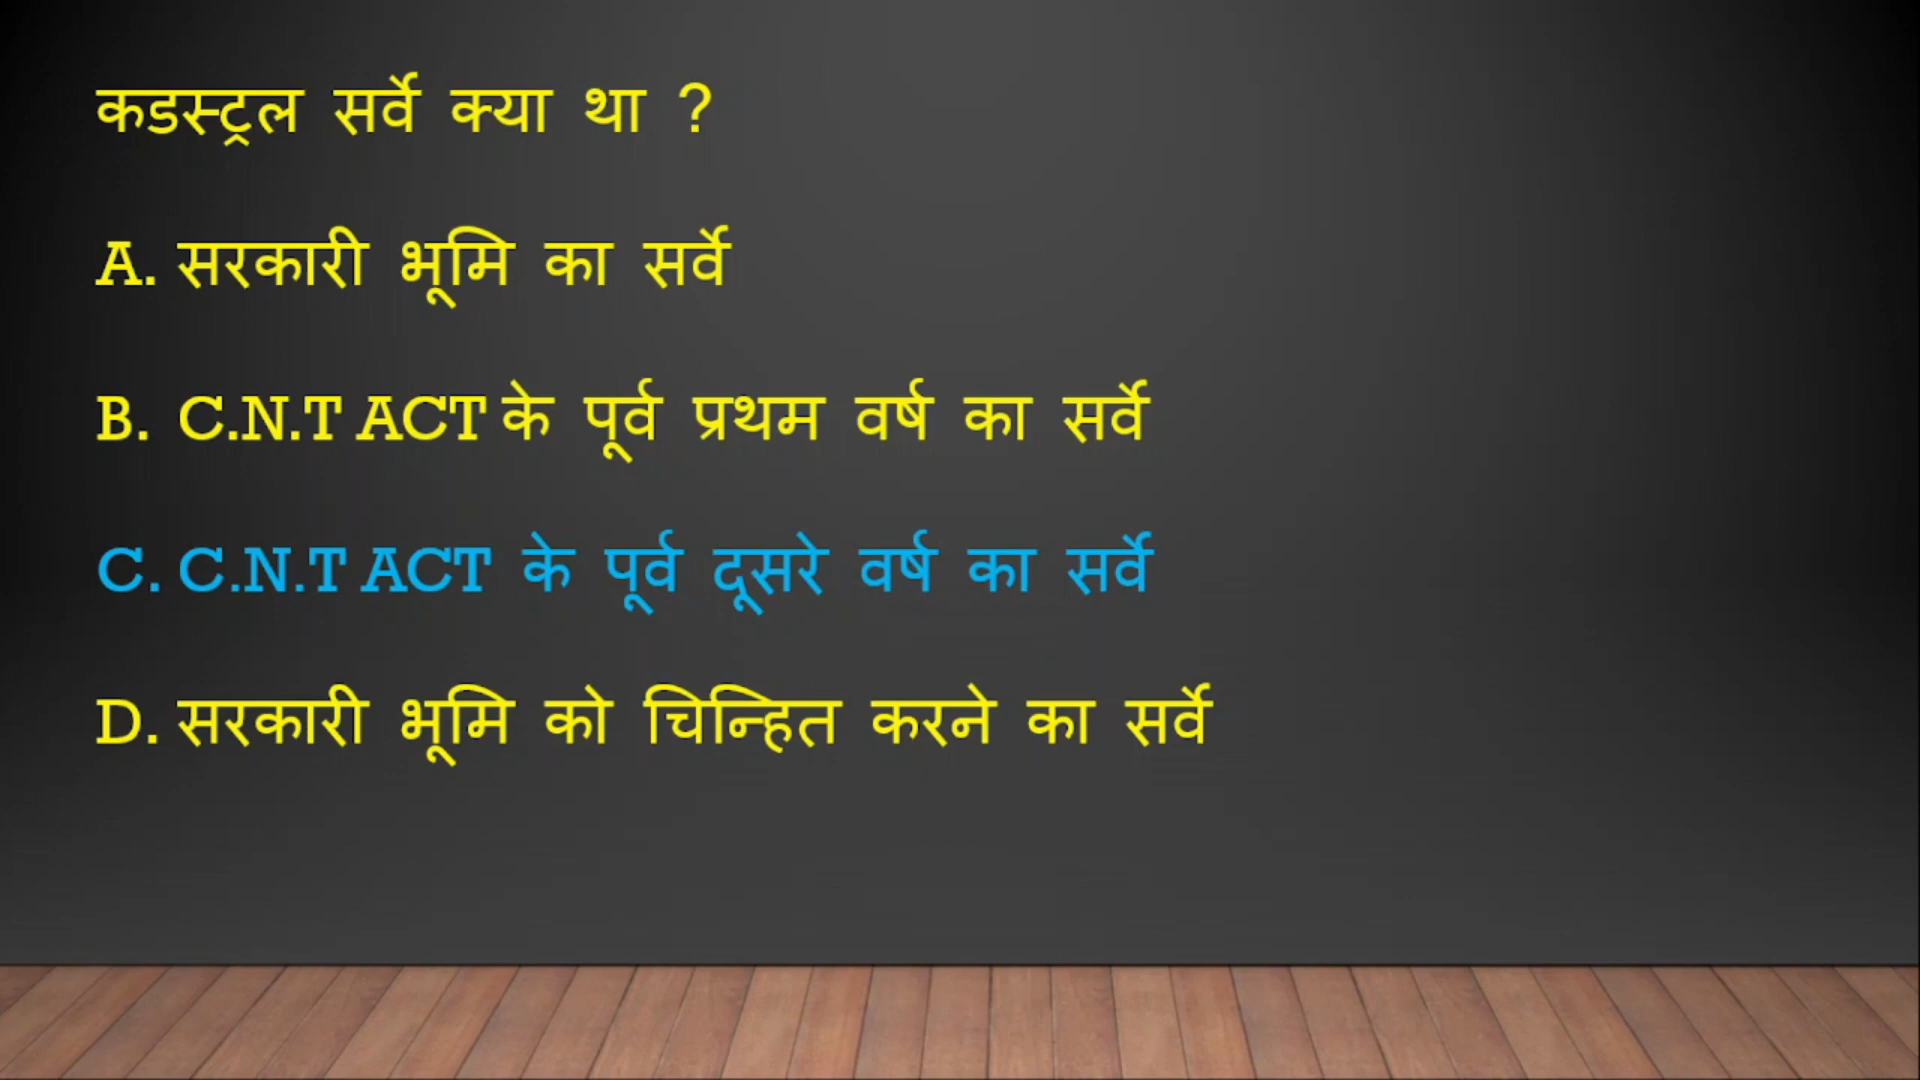 कडस्ट्रल सर्वे क्या था ?
A. सरकारी भूमि का सर्वे
B. C.N.T ACT के पूर्व प्रथम वर्ष का सर्वे
C. C.N.T ACT के पूर्व दूसरे वर्ष का सर्वे
D. सरकारी भूमि को चिन्हित करने का सर्वे